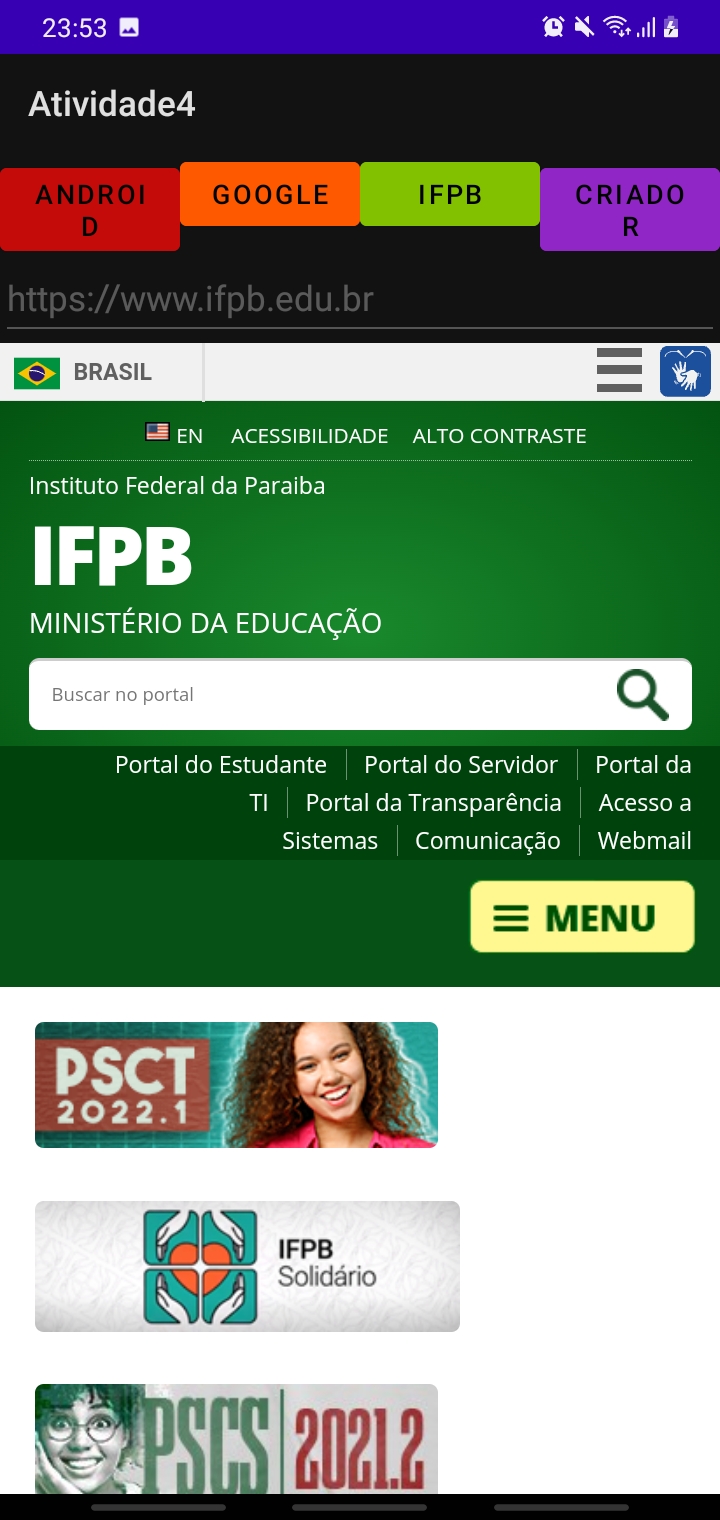 23:53
Atividade4
ANDROI
D
GOOGLE
IFPB
CRIADO
R
https://www.ifpb.edu.br
BRASIL
EN ACESSIBILIDADE ALTO CONTRASTE
Instituto Federal da Paraiba
IFPB
MINISTÉRIO DA EDUCAÇÃO
Buscar no portal
Portal do Estudante Portal do Servidor Portal da
TI Portal da Transparência Acesso a
Sistemas Comunicação Webmail
MENU
PSCT
2022.1
IFPB
Solidário
PSCS 2021.2